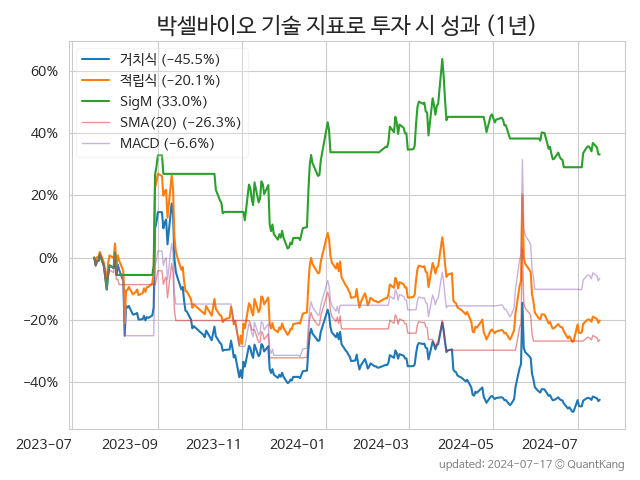 박셀바이오 기술 지표로 투자 시 성과 (1년)
거치식 (−45.5%)
적립식 (−20.1%)
SigM (33.0%)
SMA(20) (−26.3%)
MACD (−6.6%)
60%
40%
20%
0%
−20%
−40%
2023-07 2023-09 2023-11 2024-01 2024-03 2024-05 2024-07
updated: 2024-07-17 © QuantKang